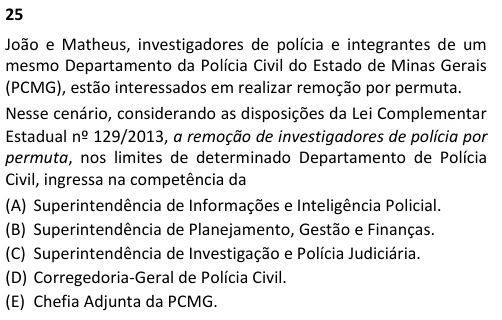 25
João e Matheus, investigadores de polícia e integrantes de um
mesmo Departamento da Polícia Civil do Estado de Minas Gerais
(PCMG), estão interessados em realizar remoção por permuta.
Nesse cenário, considerando as disposições da Lei Complementar
Estadual nº 129/2013, a remoção de investigadores de polícia por
permuta, nos limites de determinado Departamento de Polícia
Civil, ingressa na competência da
(A) Superintendência de Informações e Inteligência Policial.
(B) Superintendência de Planejamento, Gestão e Finanças.
(C) Superintendência de Investigação e Polícia Judiciária.
(D) Corregedoria-Geral de Polícia Civil.
(E) Chefia Adjunta da PCMG.